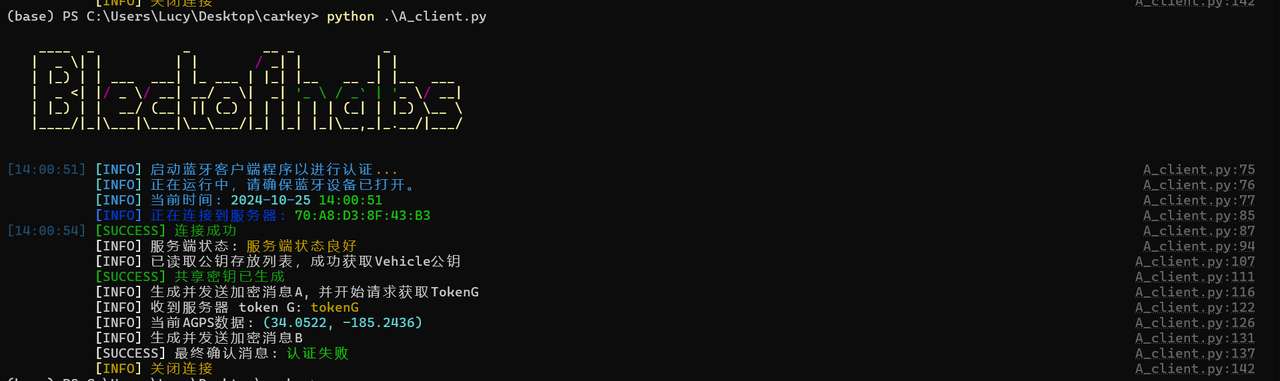 [INFO] 关闭连接 A_client.py:142
(base) PS C:\Users\Lucy\Desktop\carkey> python .\A_client.py
[14:00:51] [INFO] 启动蓝牙客户端程序以进行认证... A_client.py:75
[INFO] 正在运行中，请确保蓝牙设备已打开。 A_client.py:76
[INFO] 当前时间: 2024-10-25 14:00:51 A_client.py:77
[INFO] 正在连接到服务器: 70:A8:D3:8F:43:B3 A_client.py:85
[14:00:54] [SUCCESS] 连接成功 A_client.py:87
[INFO] 服务端状态: 服务端状态良好 A_client.py:94
[INFO] 已读取公钥存放列表，成功获取Vehicle公钥 A_client.py:107
[SUCCESS] 共享密钥已生成 A_client.py:111
[INFO] 生成并发送加密消息A, 并开始请求获取TokenG A_client.py:116
[INFO] 收到服务器 token G: tokenG A_client.py:122
[INFO] 当前AGPS数据: (34.0522, -185.2436) A_client.py:126
[INFO] 生成并发送加密消息B A_client.py:131
[SUCCESS] 最终确认消息: 认证失败 A_client.py:137
[INFO] 关闭连接 A_client.py:142